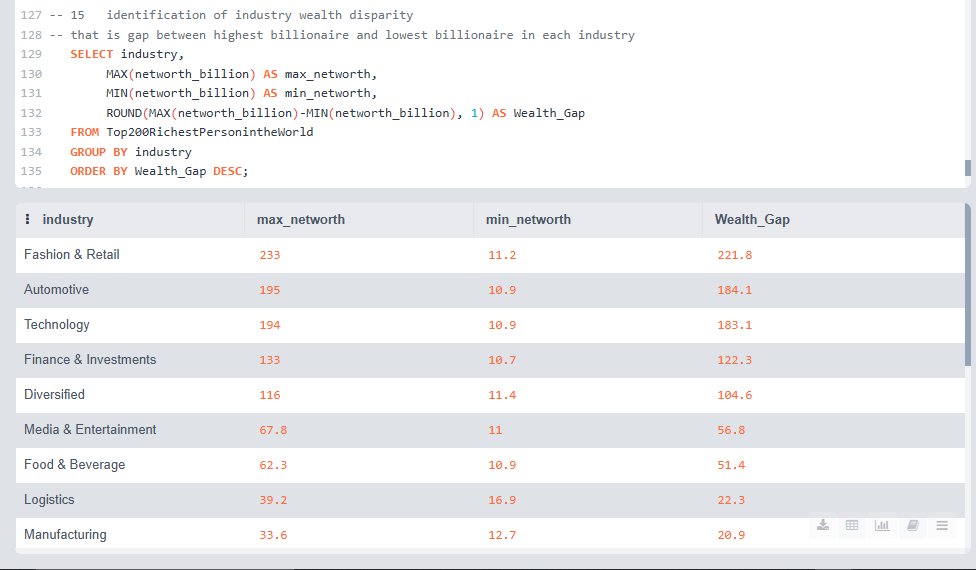 127 -- 15   identification of industry wealth disparity
128 -- that is gap between highest billionaire and lowest billionaire in each industry
129 SELECT industry,
130 MAX(networth_billion) AS max_networth,
131 MIN(networth_billion) AS min_networth,
132 ROUND(MAX(networth_billion)-MIN(networth_billion), 1) AS Wealth_Gap
133 FROM Top200RichestPersonintheWorld
134 GROUP BY industry
135 ORDER BY Wealth_Gap DESC;
industry max_networth min_networth Wealth_Gap
Fashion & Retail 233 11.2 221.8
Automotive 195 10.9 184.1
Technology 194 10.9 183.1
Finance & Investments 133 10.7 122.3
Diversified 116 11.4 104.6
Media & Entertainment 67.8 11 56.8
Food & Beverage 62.3 10.9 51.4
Logistics 39.2 16.9 22.3
Manufacturing 33.6 12.7 20.9